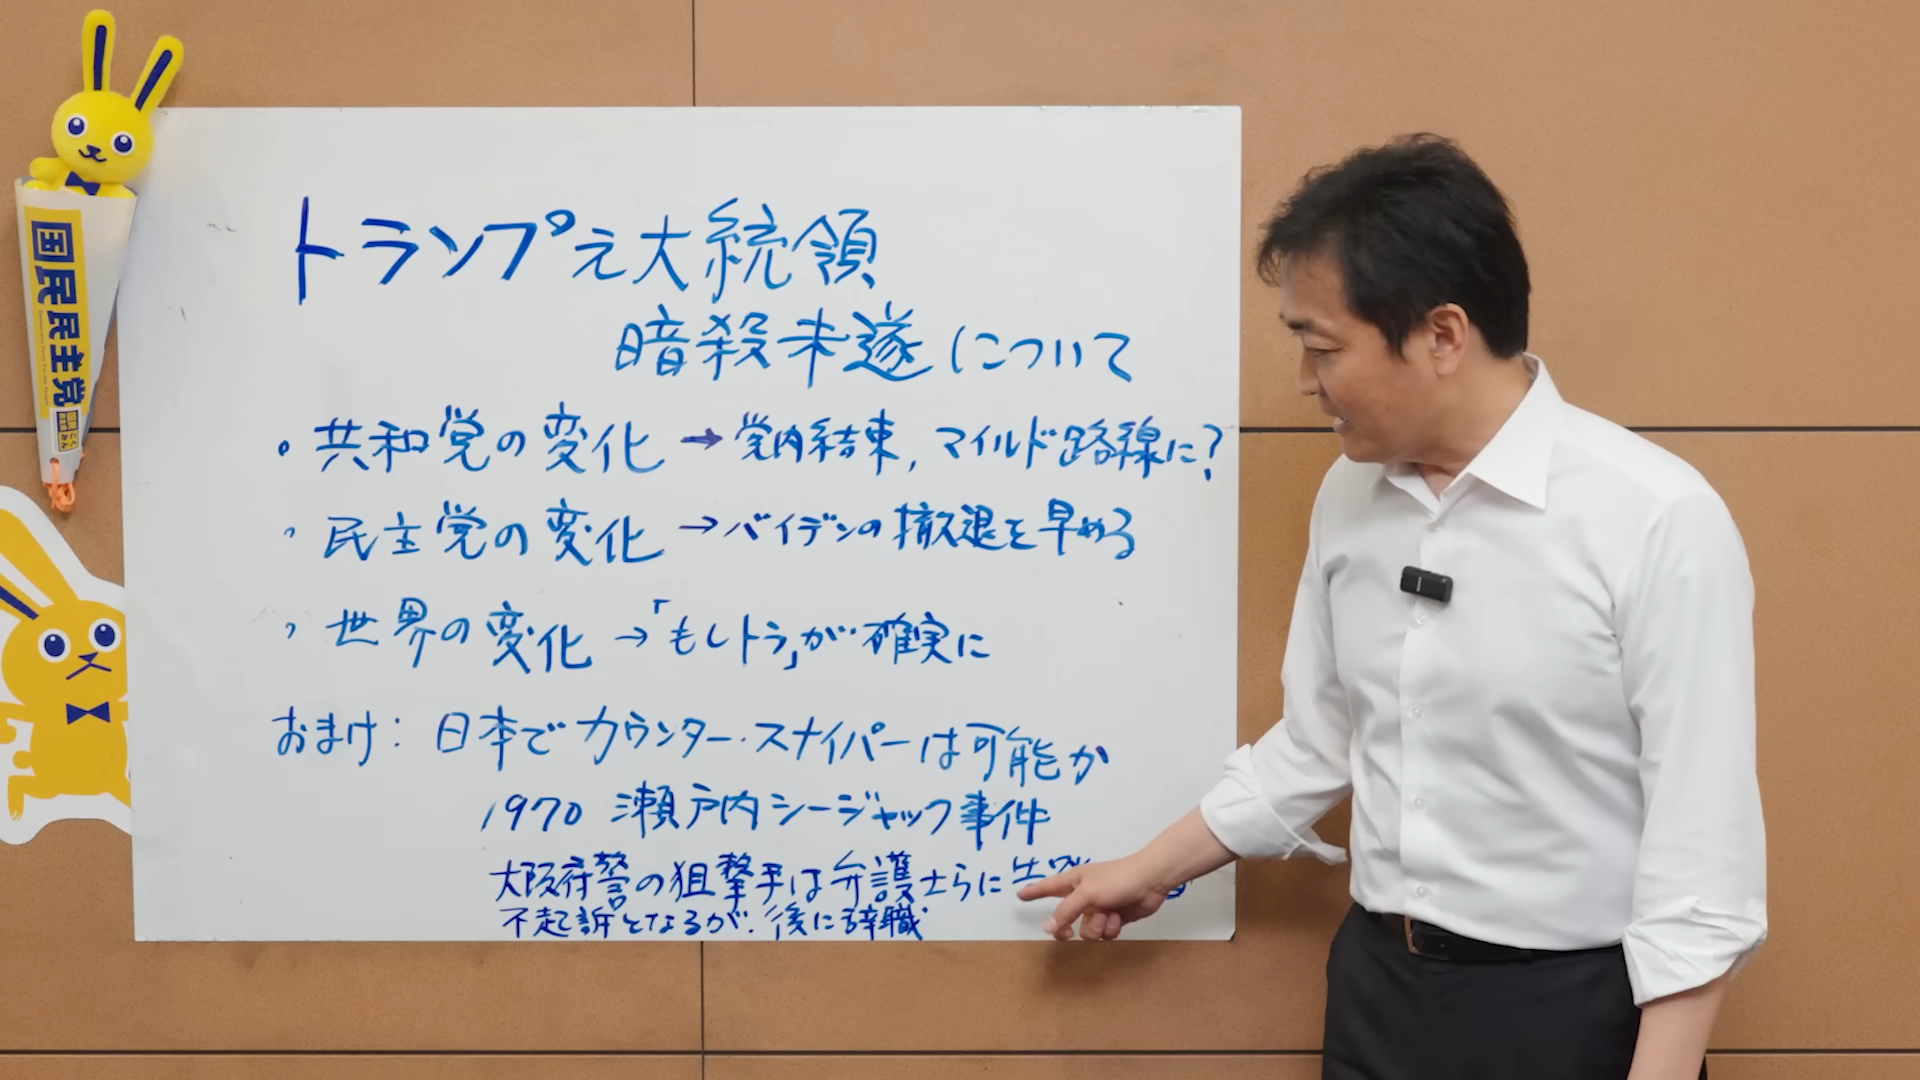 トランプ元大統領
暗殺未遂について
・共和党の変化→党内結束,マイルド路線に?
・民主党の変化→バイデンの撤退を早める
・世界の変化→「もしトラ」が確実に
おまけ:日本でカウンター・スナイパーは可能か
1970 瀬戸内シージャック事件
大阪府警の狙撃手は弁護士らに
不起訴となるが、後に辞職
国民民主党